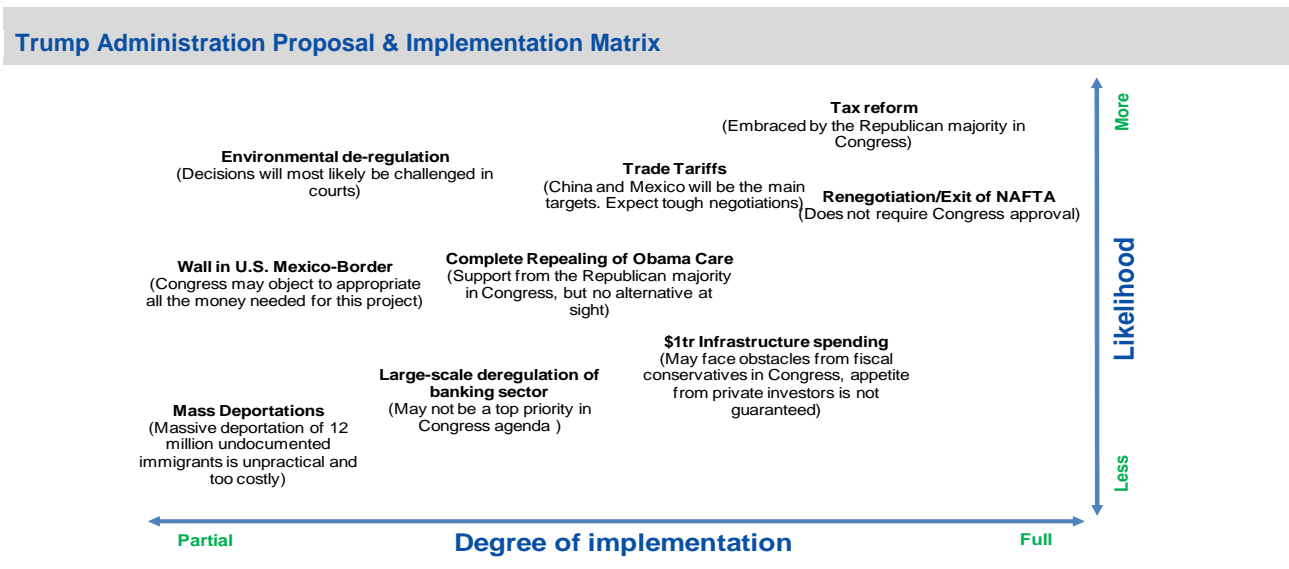 Trump Administration Proposal & Implementation Matrix
Tax reform
(Embraced by the Republican majority in
Congress)
More
Environmental de-regulation
(Decisions will most likely be challenged in
courts)
Trade Tariffs
(China and Mexico will be the main
targets. Expect tough negotiations)
Renegotiation/Exit of NAFTA
(Does not require Congress approval)
Wall in U.S. Mexico-Border
(Congress may object to appropriate
all the money needed for this project)
Complete Repealing of Obama Care
(Support from the Republican majority
in Congress, but no alternative at
sight)
Likelihood
$1tr Infrastructure spending
(May face obstacles from fiscal
conservatives in Congress, appetite
from private investors is not
guaranteed)
Large-scale deregulation of
banking sector
(May not be a top priority in
Congress agenda )
Mass Deportations
(Massive deportation of 12
million undocumented
immigrants is unpractical and
too costly)
Less
Partial
Degree of implementation
Full